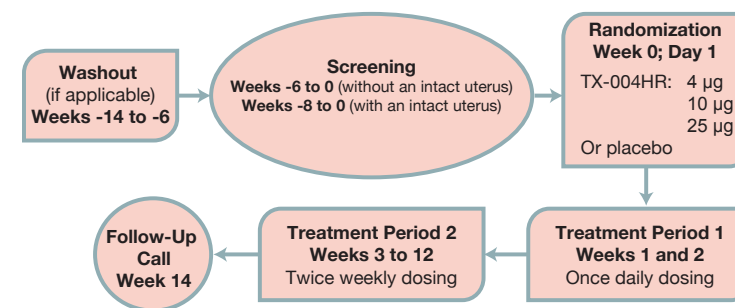 Washout
(if applicable)
Weeks -14 to -6
Screening
Weeks -6 to 0 (without an intact uterus)
Weeks -8 to 0 (with an intact uterus)
Randomization
Week 0; Day 1
TX-004HR: 4 µg
10 µg
25 µg
Or placebo
Treatment Period 1
Weeks 1 and 2
Once daily dosing
Treatment Period 2
Weeks 3 to 12
Twice weekly dosing
Follow-Up
Call
Week 14